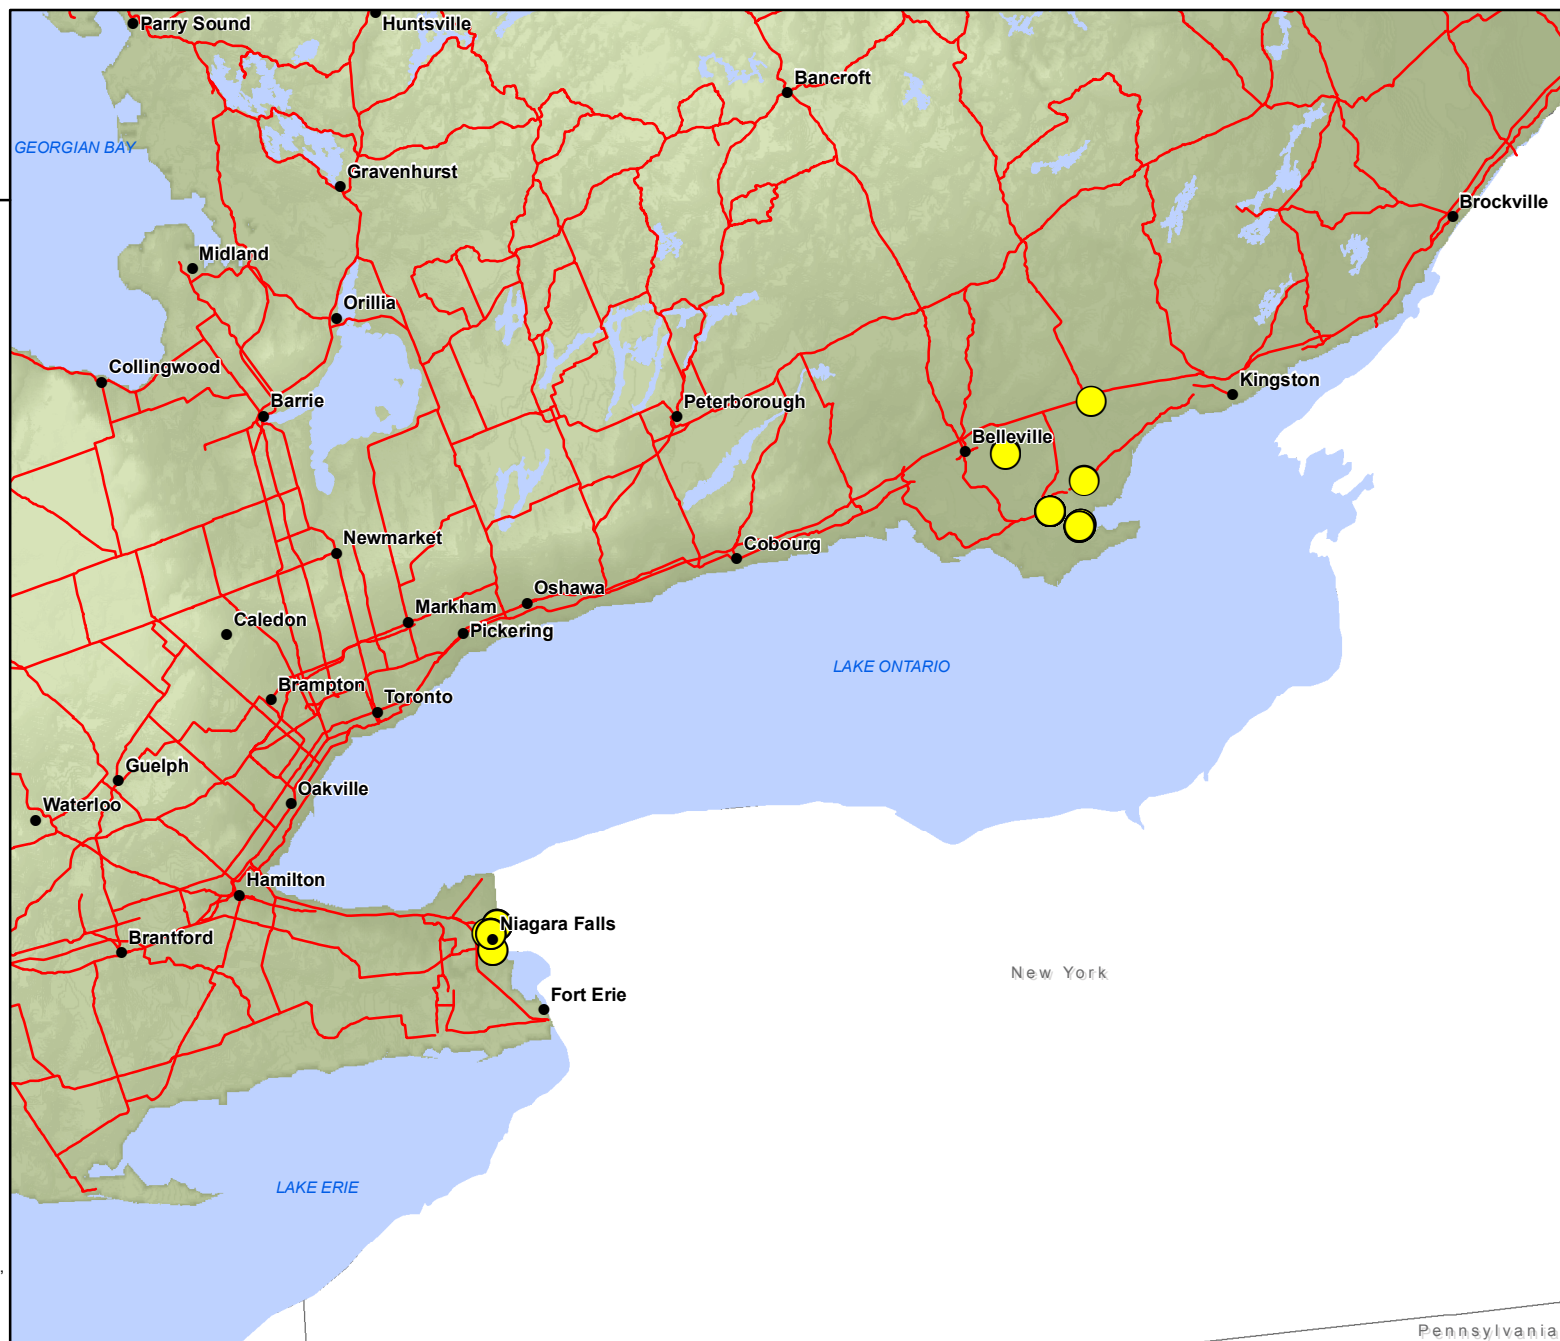 Parry Sound
Huntsville
Bancroft
GEORGIAN BAY
Gravenhurst
Brockville
Midland
Orillia
Collingwood
Kingston
Barrie
Peterborough
Belleville
Newmarket
Cobourg
Oshawa
Markham
Caledon
Pickering
LAKE ONTARIO
Brampton
Toronto
Guelph
Oakville
Waterloo
Hamilton
Niagara Falls
Brantford
New York
Fort Erie
LAKE ERIE
,
Pennsylvania